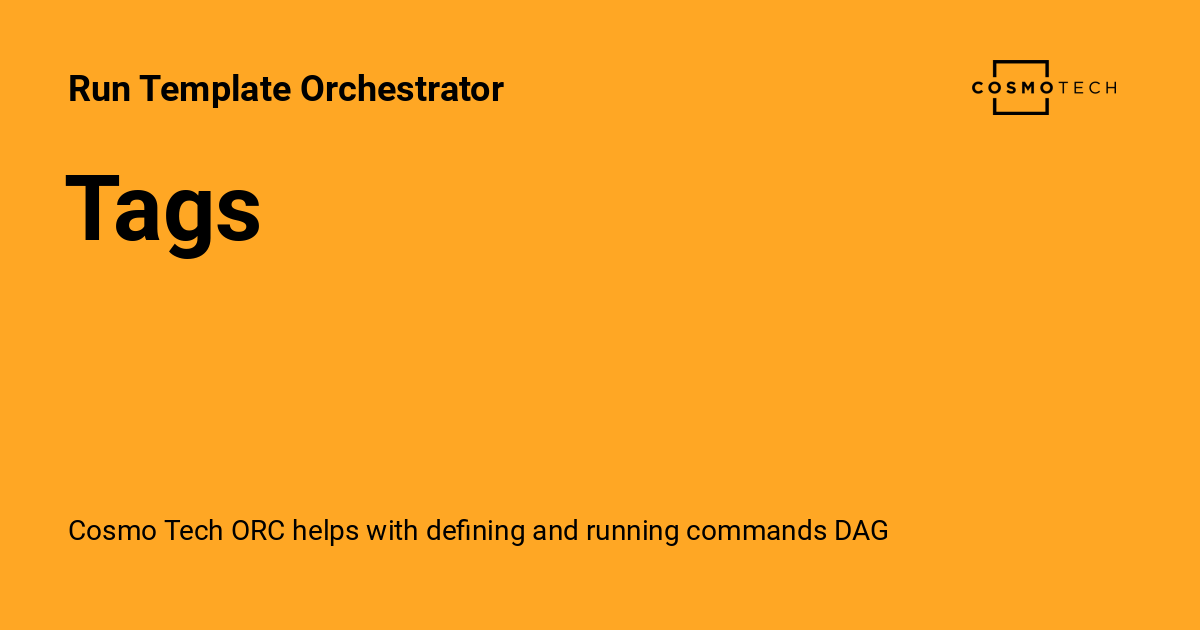 Run Template Orchestrator
COSMOTECH
Tags
Cosmo Tech ORC helps with defining and running commands DAG